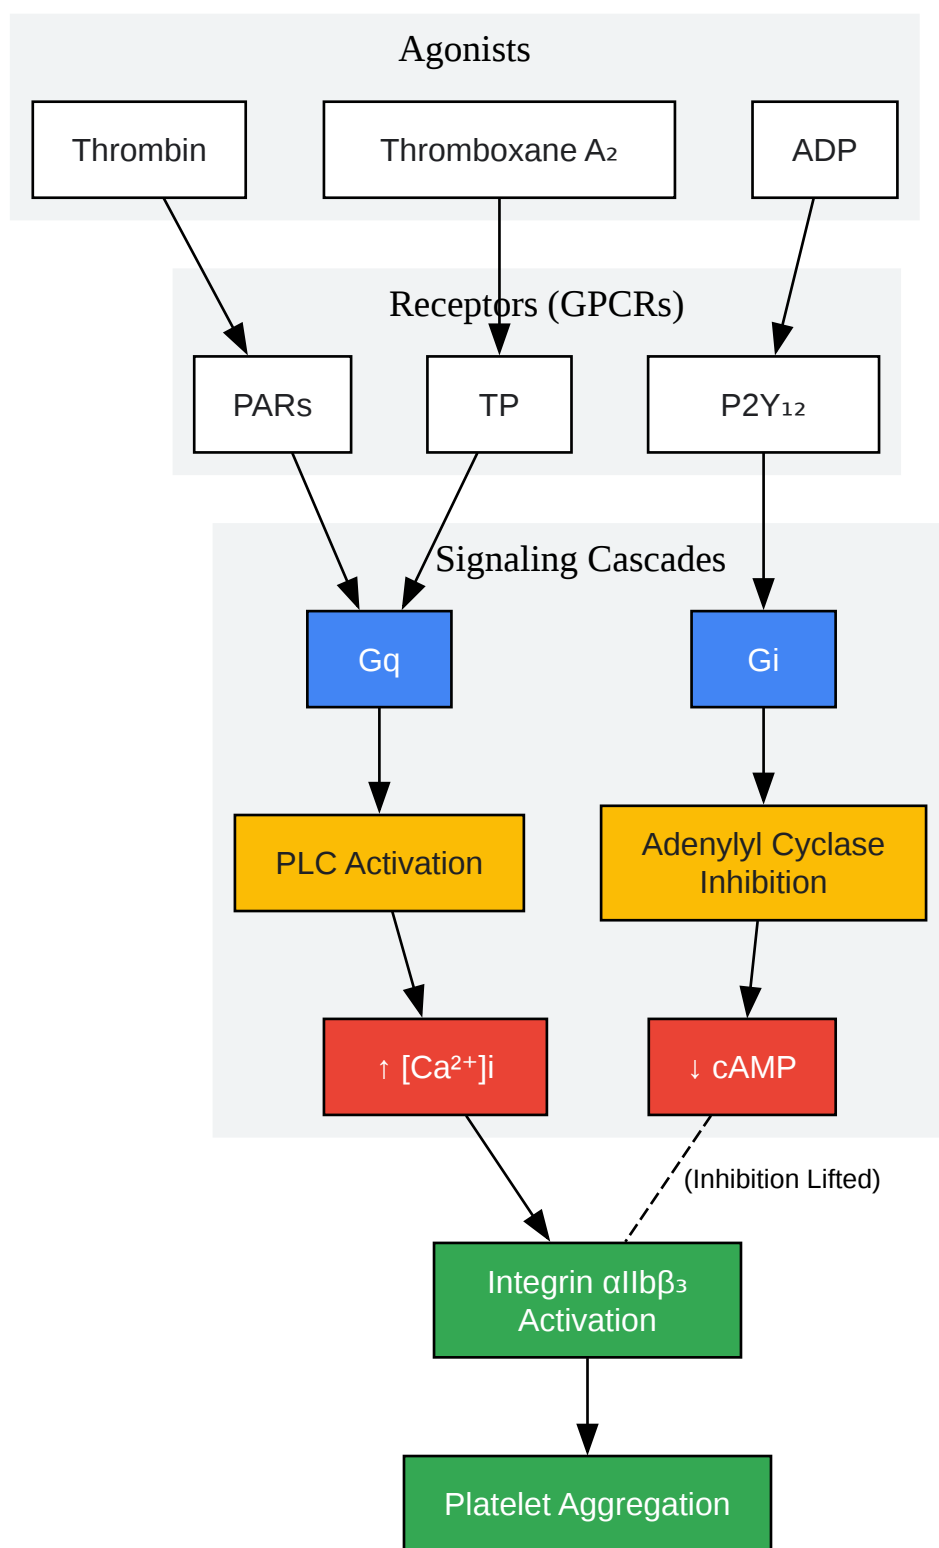 Agonists
Thrombin
Thromboxane A₂
ADP
Receptors (GPCRs)
PARs
TP
P2Y₁₂
Signaling Cascades
Gq
Gi
PLC Activation
Adenylyl Cyclase
Inhibition
↑ [Ca²⁺]i
↓ cAMP
(Inhibition Lifted)
Integrin αIIbβ₃
Activation
Platelet Aggregation